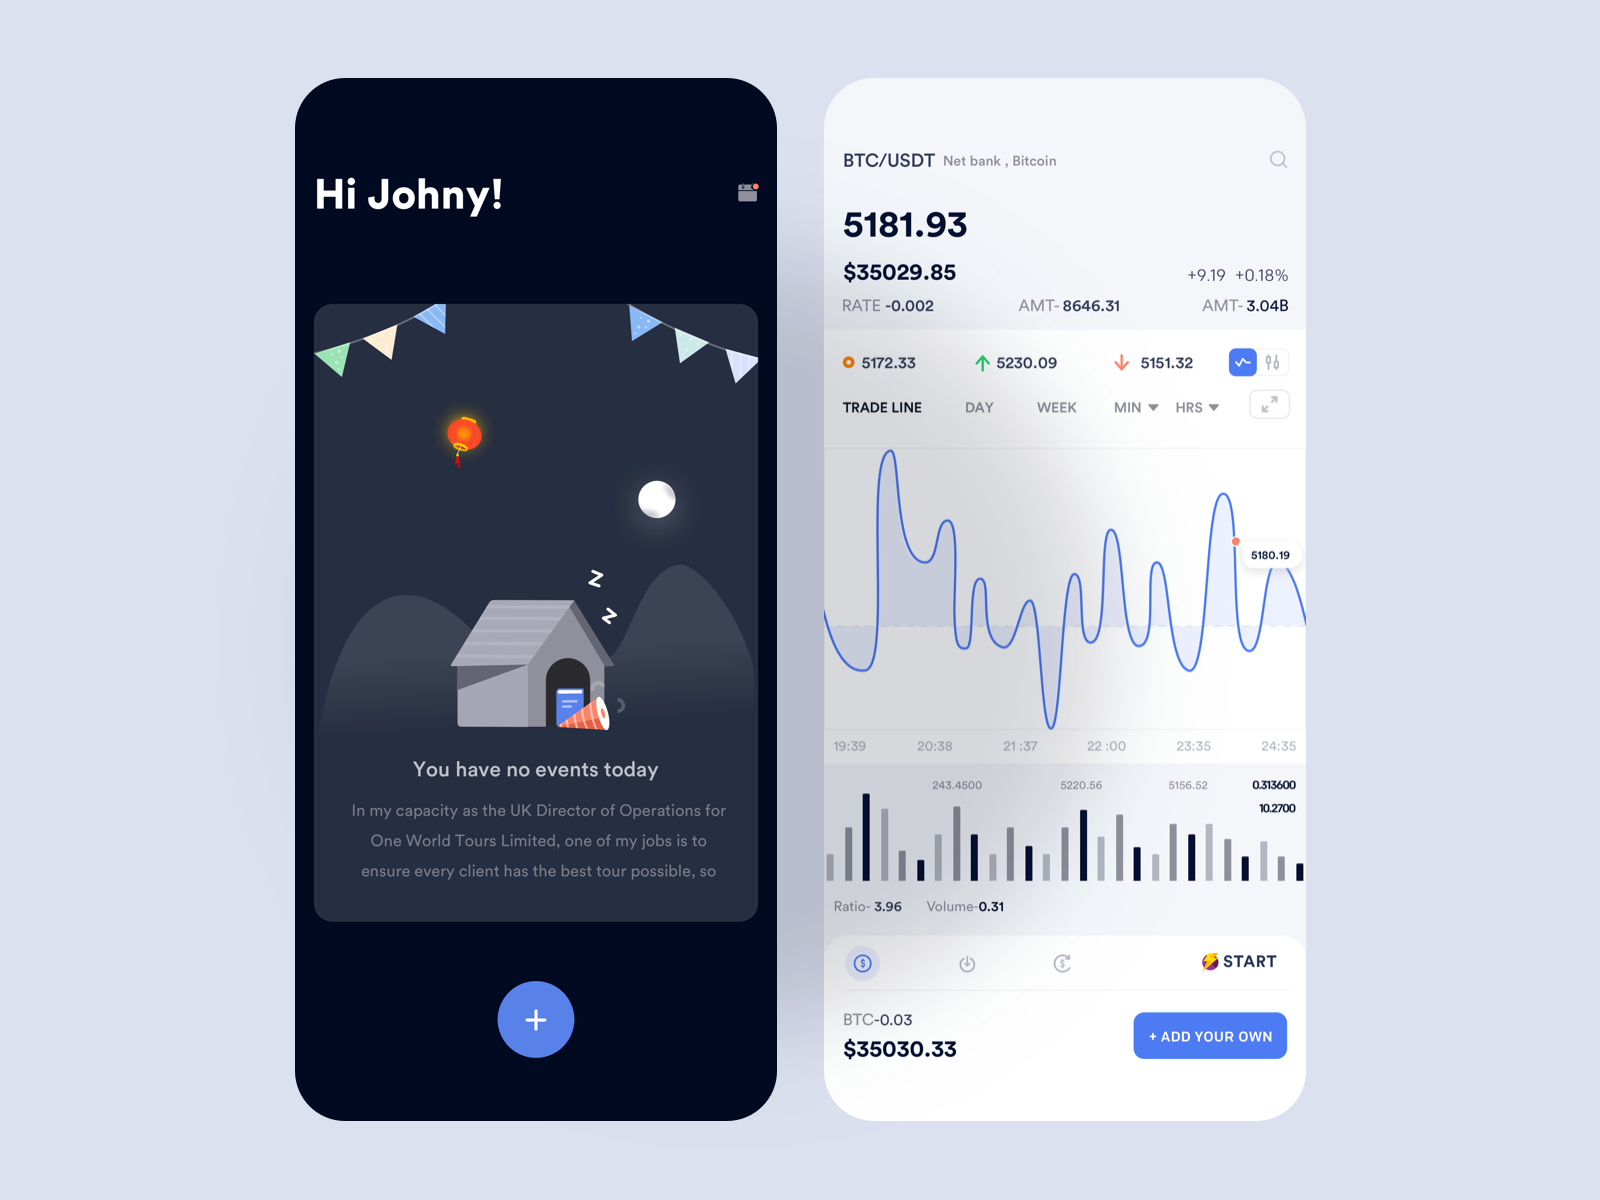 Hi Johny!
Z
Z
You have no events today
In my capacity as the UK Director of Operations for
One World Tours Limited, one of my jobs is to
ensure every client has the best tour possible, so
+
BTC/USDT Net bank , Bitcoin
5181.93
$35029.85 +9.19 +0.18%
RATE -0.002 AMT- 8646.31 AMT- 3.04B
5172.33 5230.09 5151.32
TRADE LINE DAY WEEK MIN HRS
5180.19
19:39 20:38 21 :37 22 :00 23:35 24:35
243.4500 5220.56 5156.52 0.313600
10.2700
Ratio- 3.96 Volume-0.31
$ $ START
BTC-0.03
$35030.33
+ ADD YOUR OWN